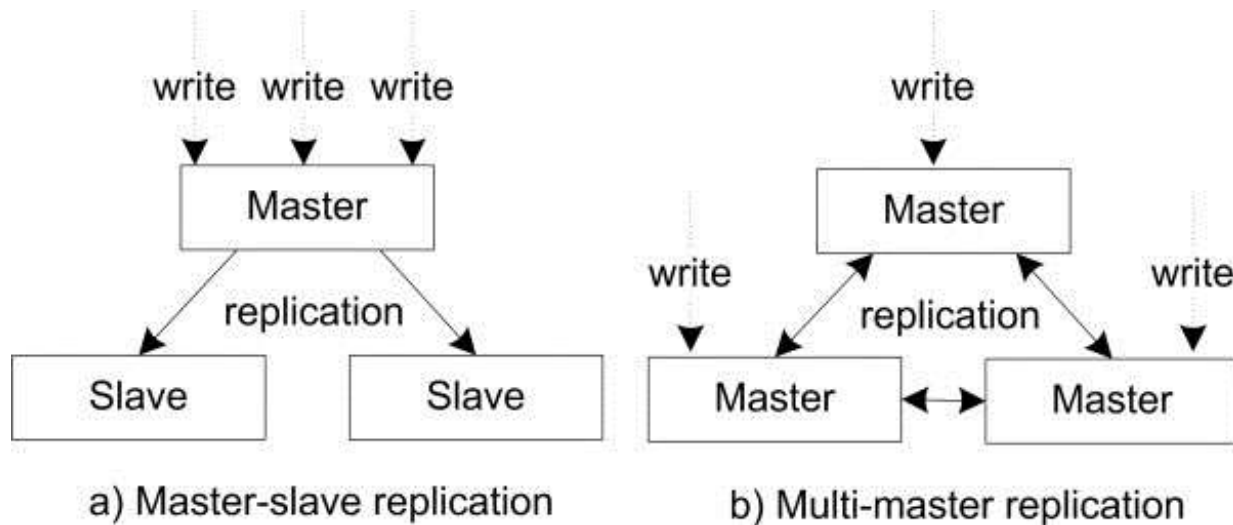 write write write
Master
replication
Slave Slave
a) Master-slave replication
write
Master
write write
replication
Master Master
b) Multi-master replication